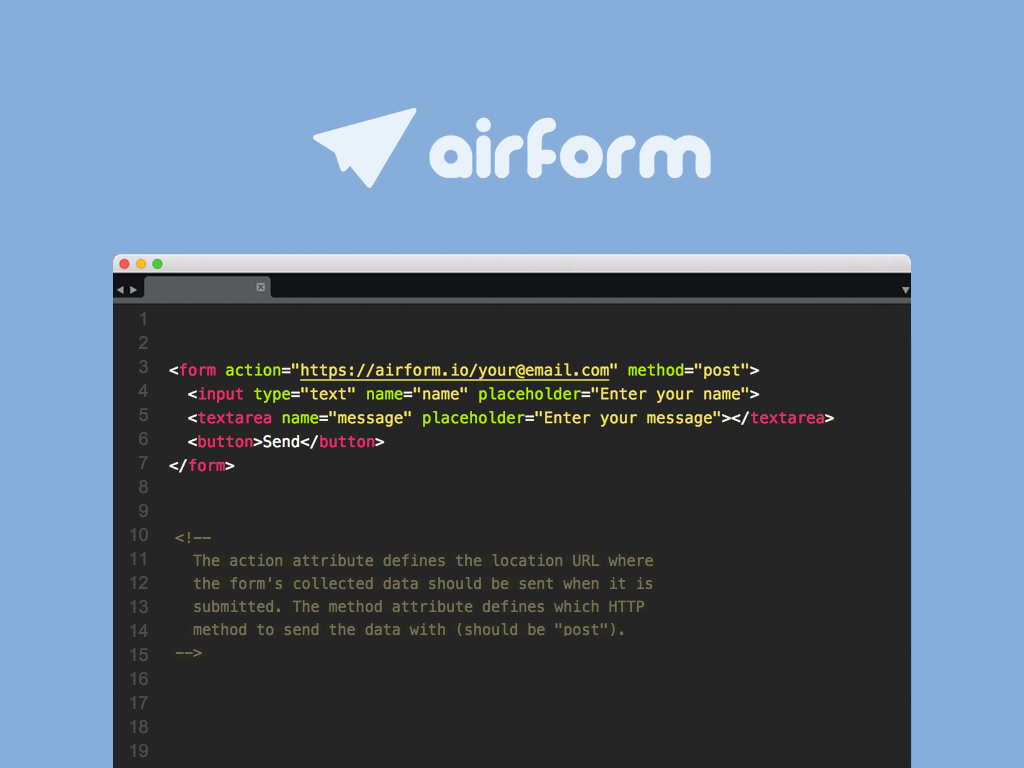 airform
1
2
3 <form action="https://airform.io/your@email.com" method="post">
4 <input type="text" name="name" placeholder="Enter your name">
5 <textarea name="message" placeholder="Enter your message"></textarea>
6 <button>Send</button>
7 </form>
8
9
10 <!--
11 The action attribute defines the location URL where
12 the form's collected data should be sent when it is
13 submitted. The method attribute defines which HTTP
14 method to send the data with (should be "post").
15 -->
16
17
18
19